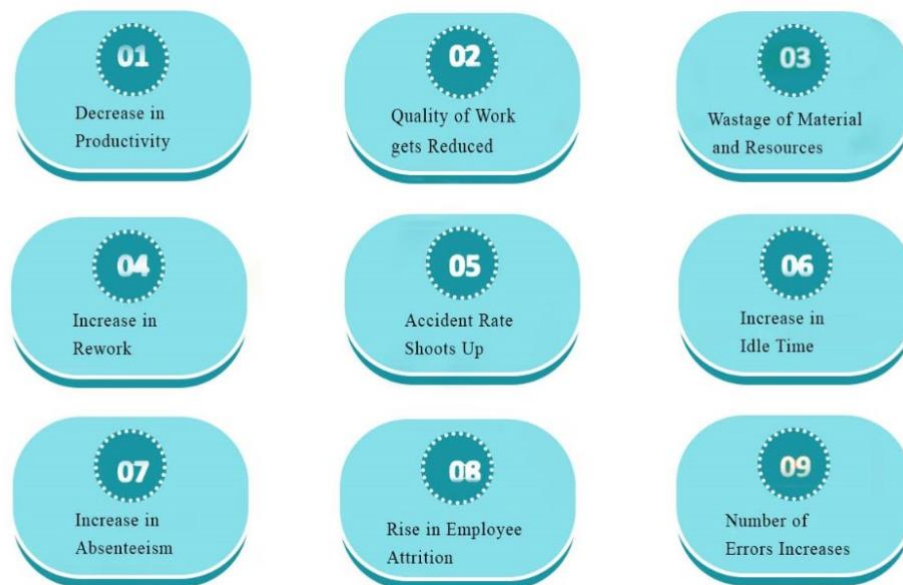 01
Decrease in
Productivity
02
Quality of Work
gets Reduced
03
Wastage of Material
and Resources
04
Increase in
Rework
05
Accident Rate
Shoots Up
06
Increase in
Idle Time
07
Increase in
Absenteeism
08
Rise in Employee
Attrition
09
Number of
Errors Increases